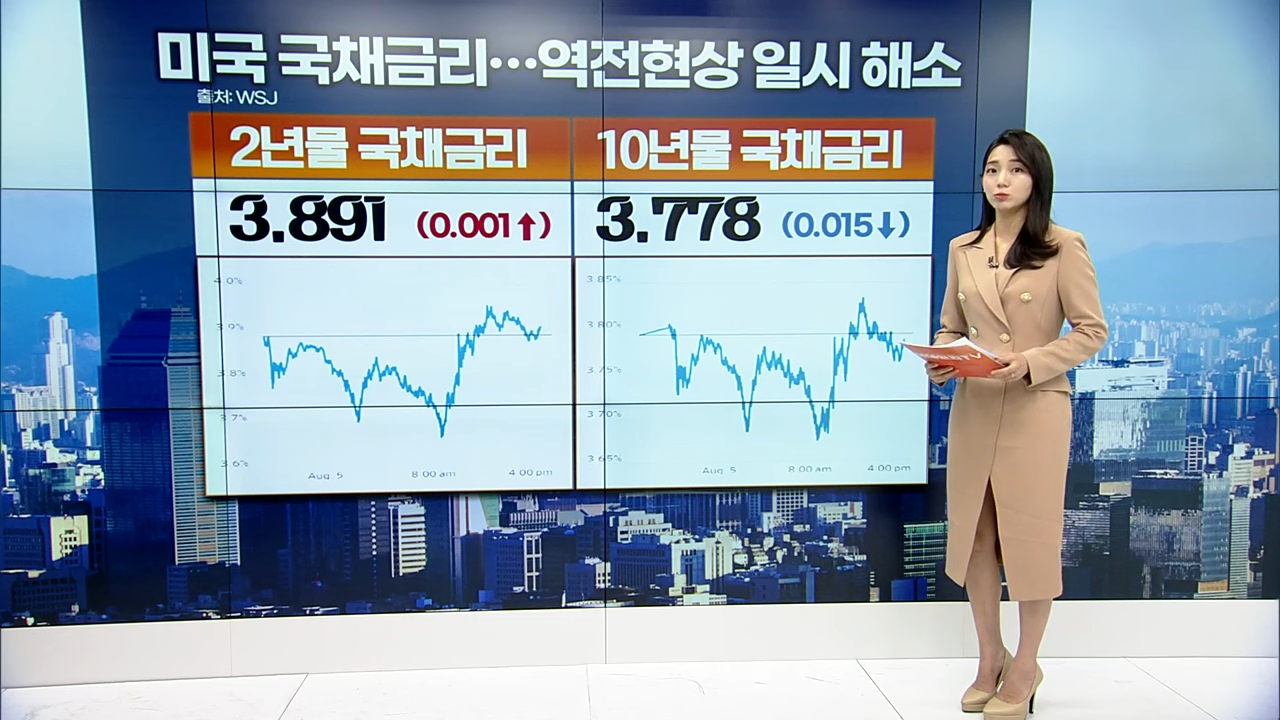 미국 국채금리…역전현상 일시 해소
출처: WSJ
2년물 국채금리
10년물 국채금리
3.891 (0.001↑)
3.778 (0.015↓)
4.0%
3.9%
3.8%
3.7%
3.6%
Aug 5
8:00 am
4:00 pm
3.85%
3.80%
3.75%
3.70%
3.65%
Aug 5
8:00 am
4:00 pm
TV